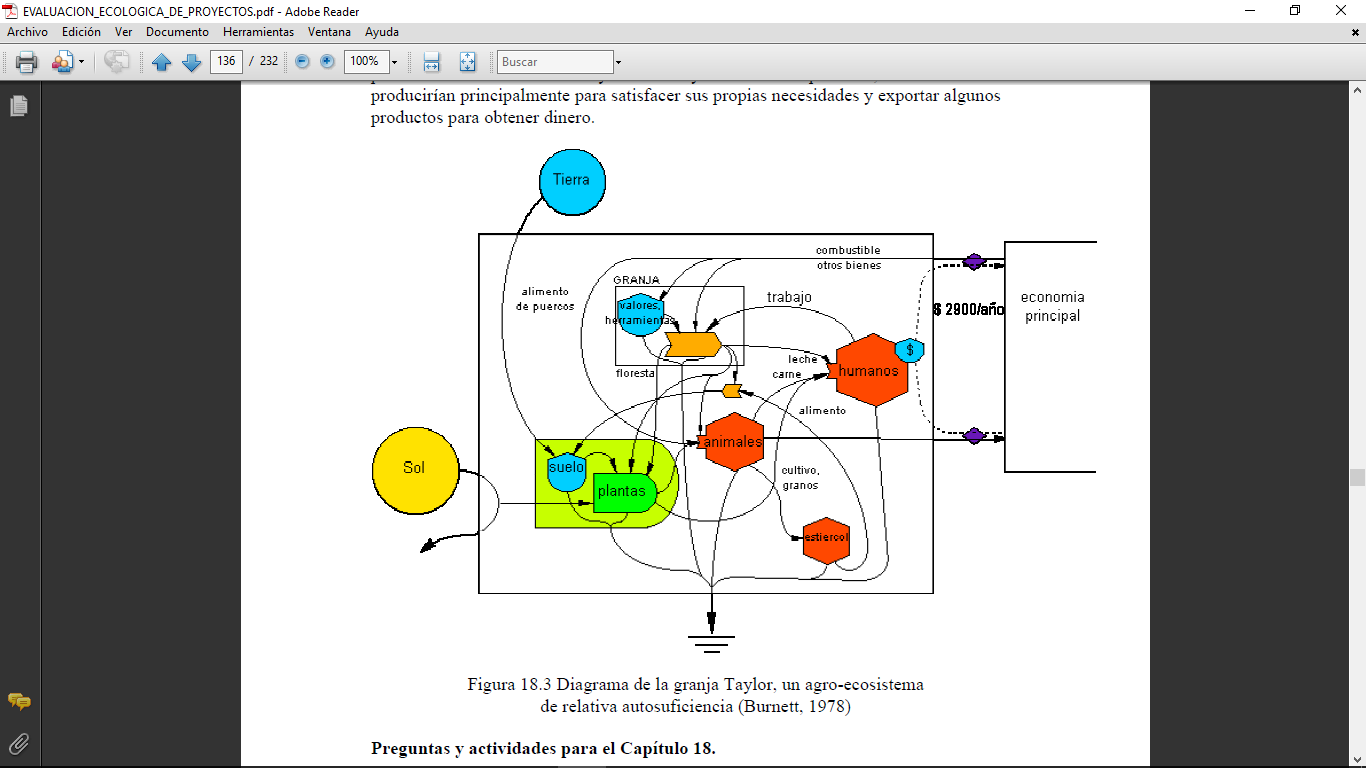 EVALUACION_ECOLOGICA_DE_PROYECTOS.pdf - Adobe Reader
Archivo Edición Ver Documento Herramientas Ventana Ayuda
136 / 232 100% Buscar
producirían principalmente para satisfacer sus propias necesidades y exportar algunos
productos para obtener dinero.
Tierra
combustible
otros bienes
GRANJA
alimento
de puercos
valores,
herramientas
trabajo
$ 2900/año
economia
principal
$
leche
carne
humanos
floresta
alimento
animales
Sol
suelo
plantas
cultivo,
granos
estiercol
Figura 18.3 Diagrama de la granja Taylor, un agro-ecosistema
de relativa autosuficiencia (Burnett, 1978)
Preguntas y actividades para el Capítulo 18.